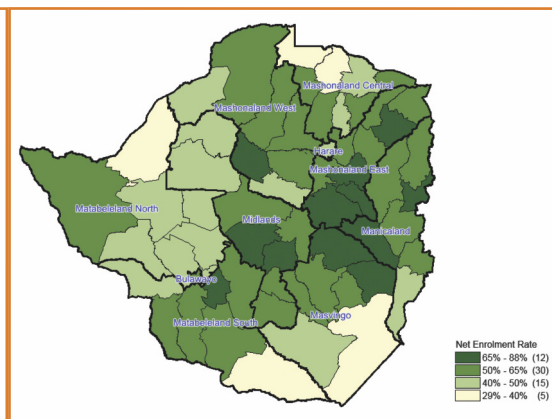 Mashonaland Central
Mashonaland West
Harare
Mashonaland East
Matabeleland North
Midlands
Manicaland
Bulawayo
Masvingo
Matabeleland South
Net Enrolment Rate
65% - 88% (12)
50% - 65% (30)
40% - 50% (15)
29% - 40% (5)